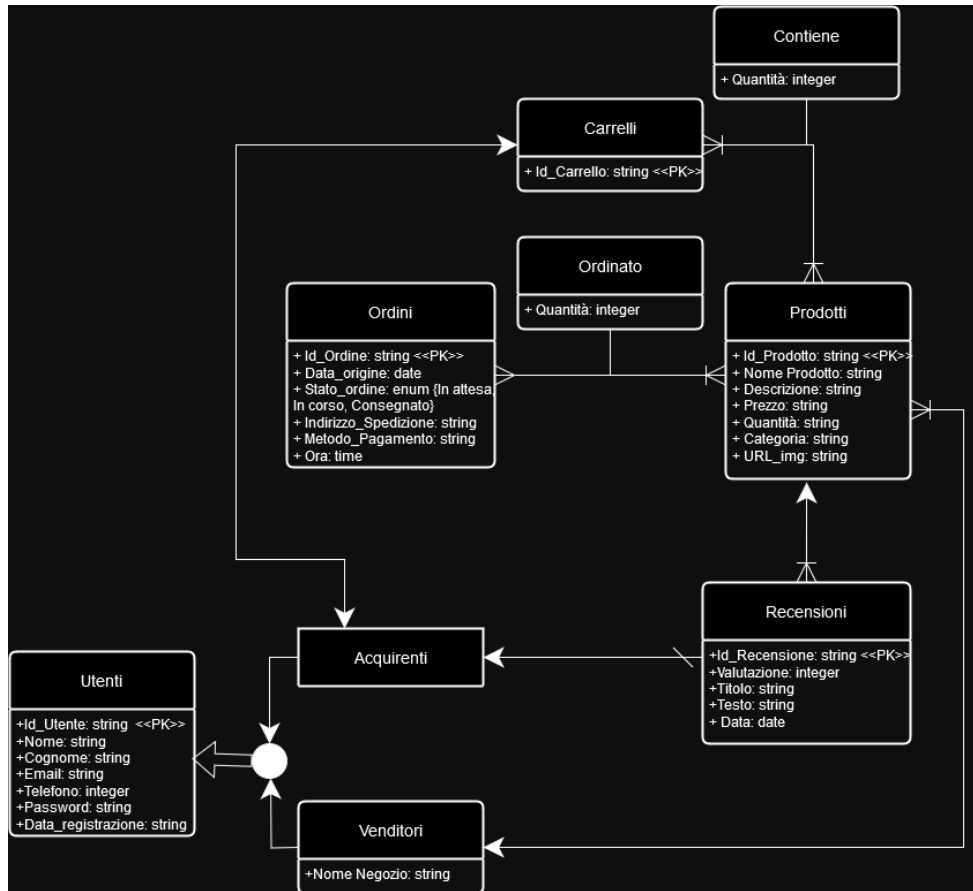 Contiene
+ Quantità: integer
Carrelli
+ Id_Carrello: string <<PK>>
Ordinato
+ Quantità: integer
Ordini
+ Id_Ordine: string <<PK>>
+ Data_origine: date
+ Stato_ordine: enum {In attesa,
In corso, Consegnato}
+ Indirizzo_Spedizione: string
+ Metodo_Pagamento: string
+ Ora: time
Prodotti
+ Id_Prodotto: string <<PK>>
+ Nome Prodotto: string
+ Descrizione: string
+ Prezzo: string
+ Quantità: string
+ Categoria: string
+ URL_img: string
Recensioni
+Id_Recensione: string <<PK>>
+Valutazione: integer
+Titolo: string
+Testo: string
+ Data: date
Acquirenti
Utenti
+Id_Utente: string <<PK>>
+Nome: string
+Cognome: string
+Email: string
+Telefono: integer
+Password: string
+Data_registrazione: string
Venditori
+Nome Negozio: string